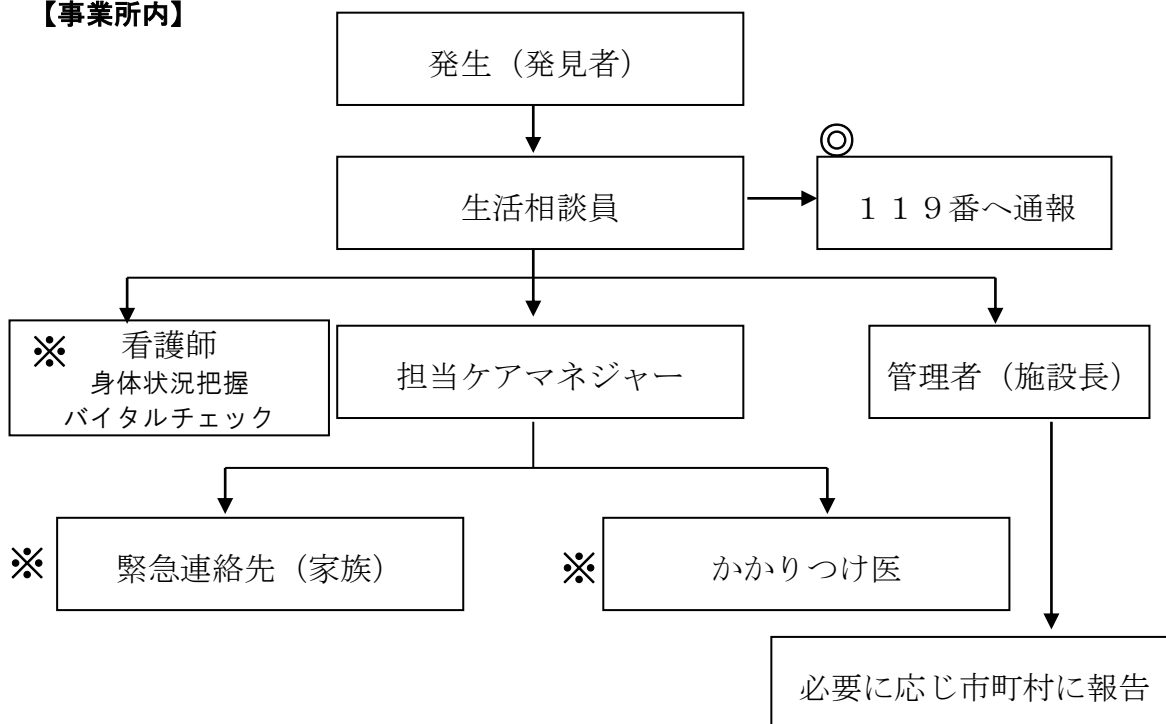 【事業所内】
発生（発見者）
◎
生活相談員
１１９番へ通報
※
看護師
身体状況把握
バイタルチェック
担当ケアマネジャー
管理者（施設長）
※
緊急連絡先（家族）
※
かかりつけ医
必要に応じ市町村に報告